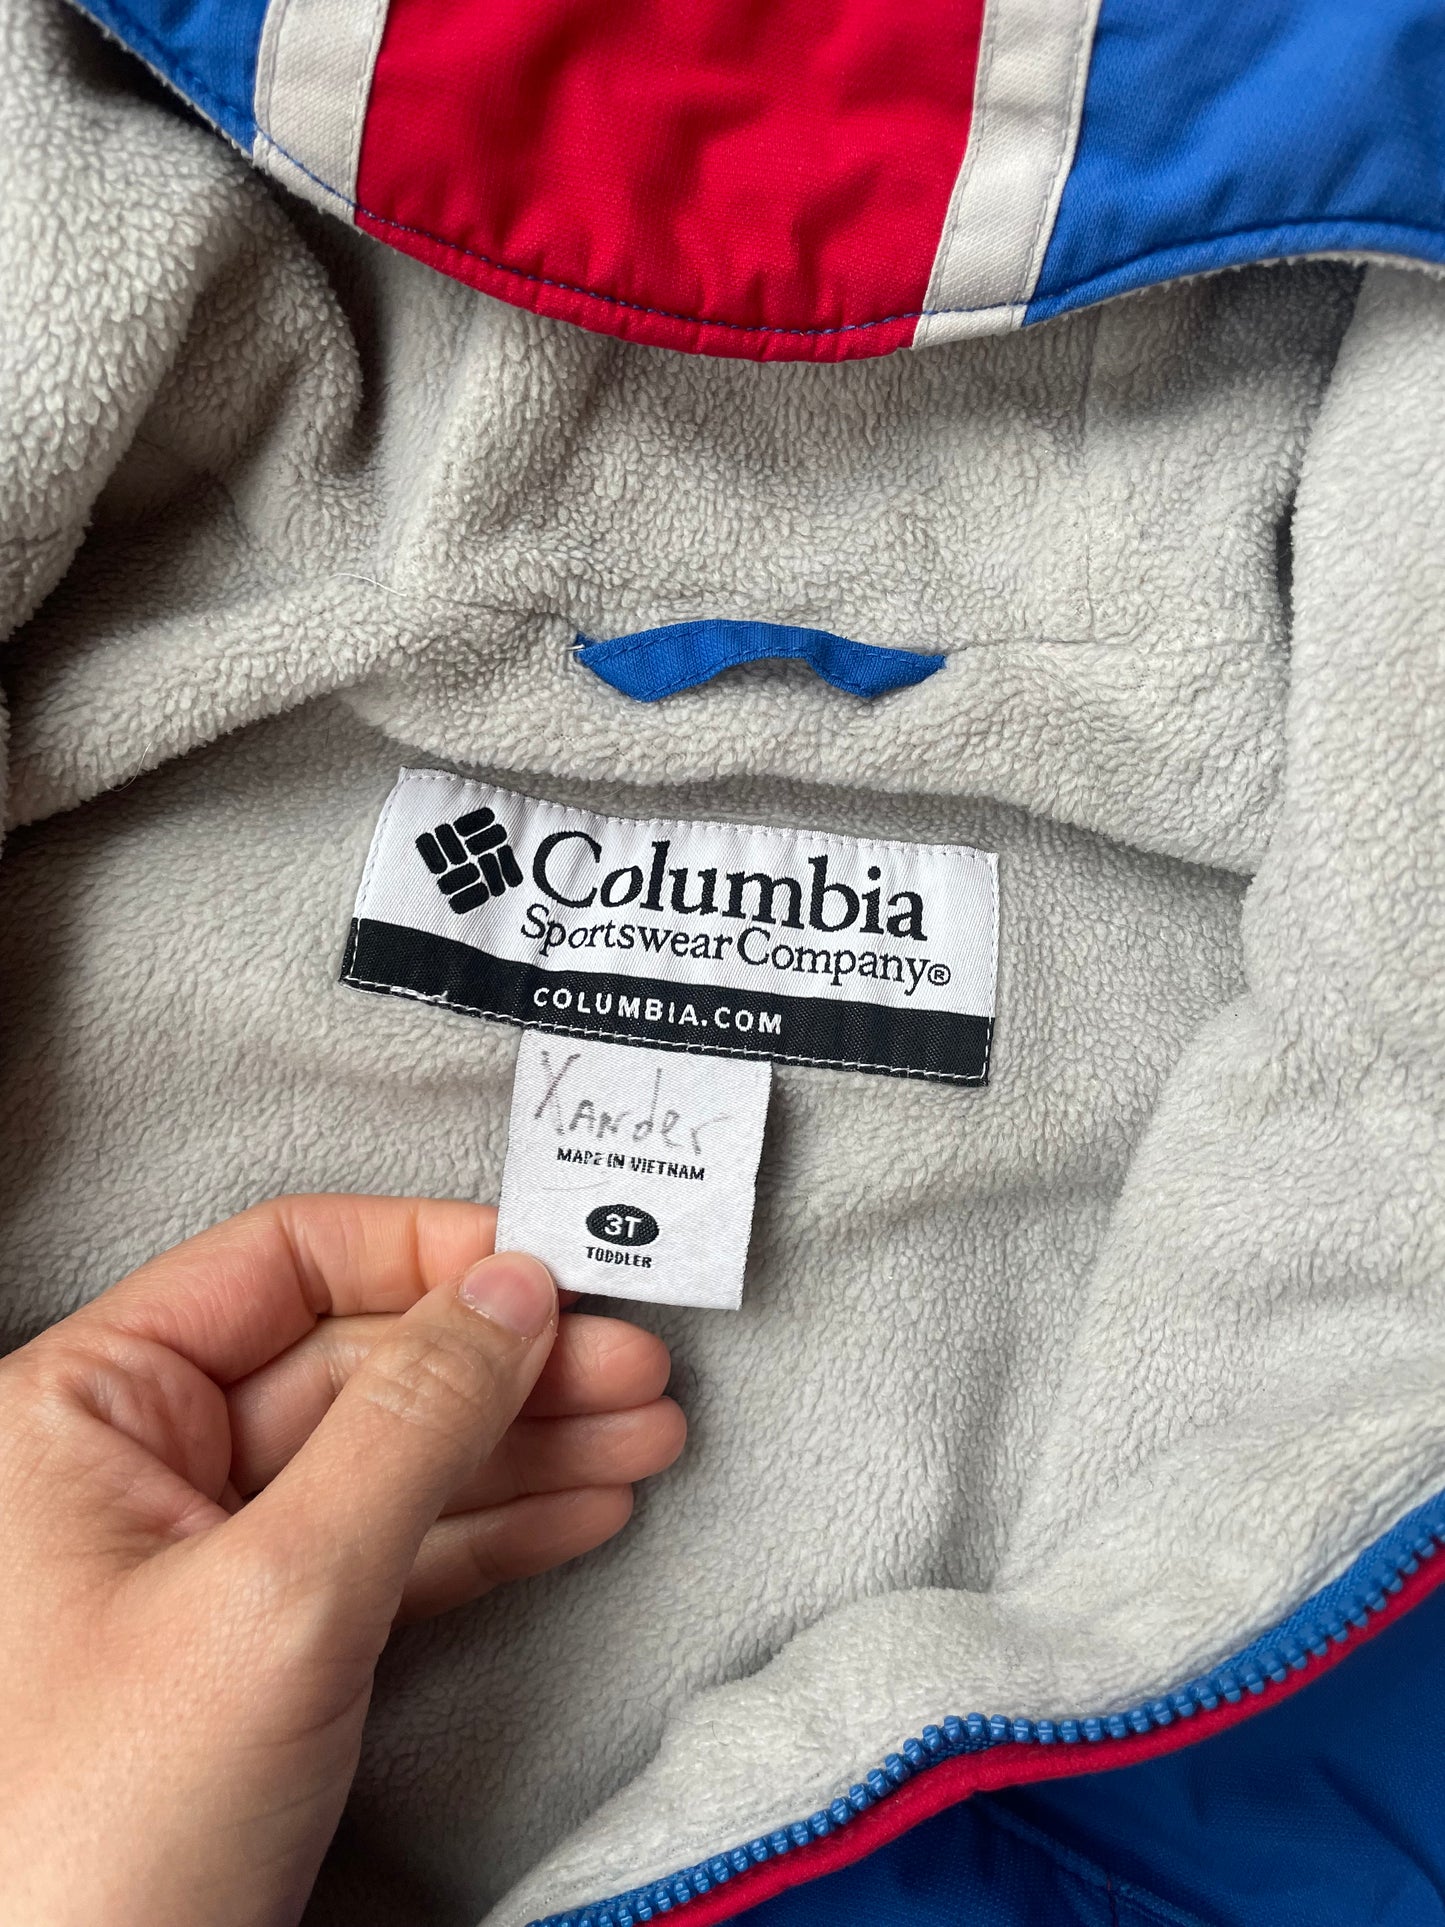 Columbia
Sportswear Company®
COLUMBIA.COM
Xander
MADE IN VIETNAM
3T
TODDLER